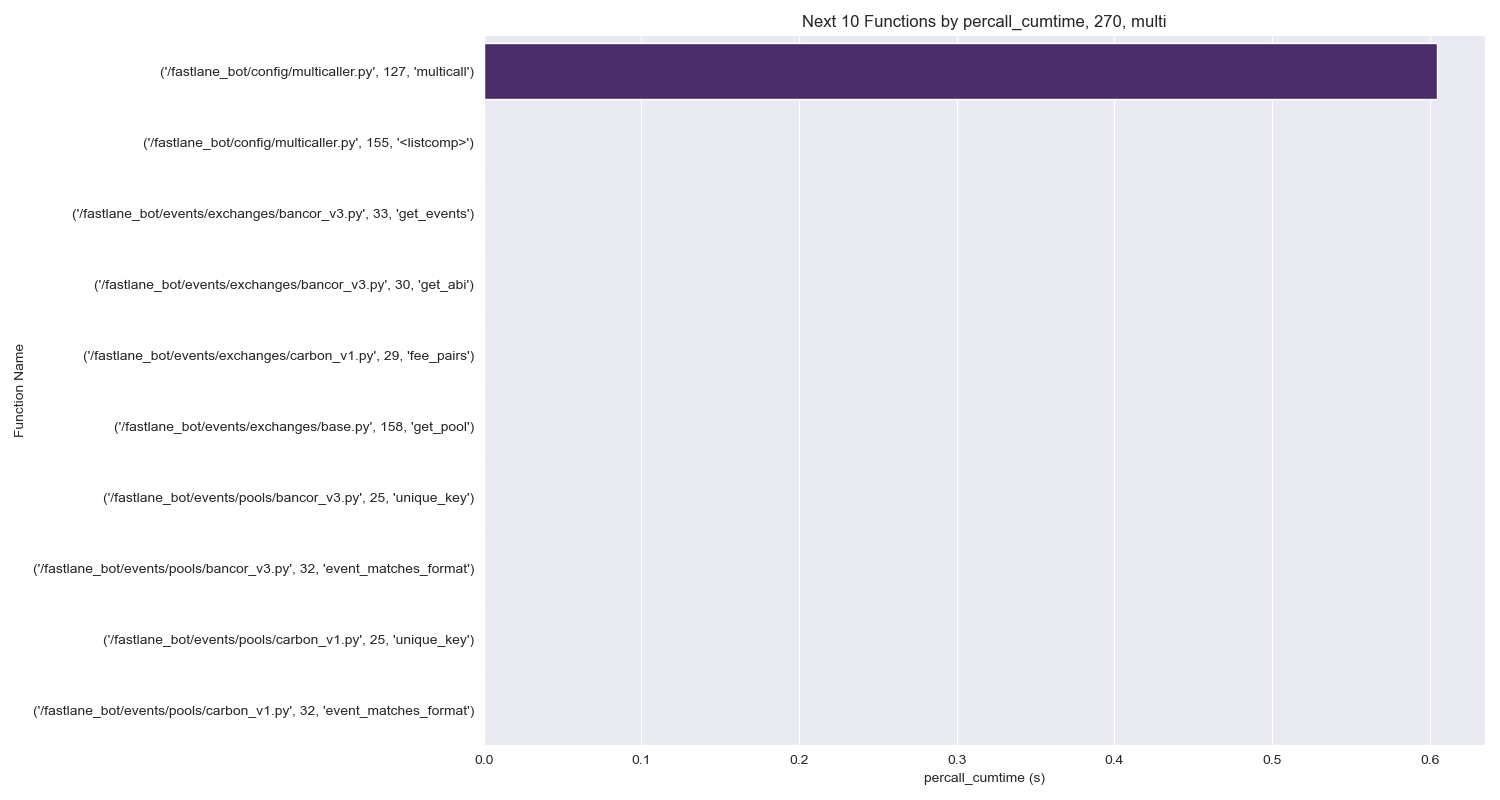 Next 10 Functions by percall_cumtime, 270, multi
('/fastlane_bot/config/multicaller.py', 127, 'multicall')
('/fastlane_bot/config/multicaller.py', 155, '<listcomp>')
('/fastlane_bot/events/exchanges/bancor_v3.py', 33, 'get_events')
('/fastlane_bot/events/exchanges/bancor_v3.py', 30, 'get_abi')
('/fastlane_bot/events/exchanges/carbon_v1.py', 29, 'fee_pairs')
('/fastlane_bot/events/exchanges/base.py', 158, 'get_pool')
('/fastlane_bot/events/pools/bancor_v3.py', 25, 'unique_key')
('/fastlane_bot/events/pools/bancor_v3.py', 32, 'event_matches_format')
('/fastlane_bot/events/pools/carbon_v1.py', 25, 'unique_key')
('/fastlane_bot/events/pools/carbon_v1.py', 32, 'event_matches_format')
Function Name
0.0 0.1 0.2 0.3 0.4 0.5 0.6
percall_cumtime (s)